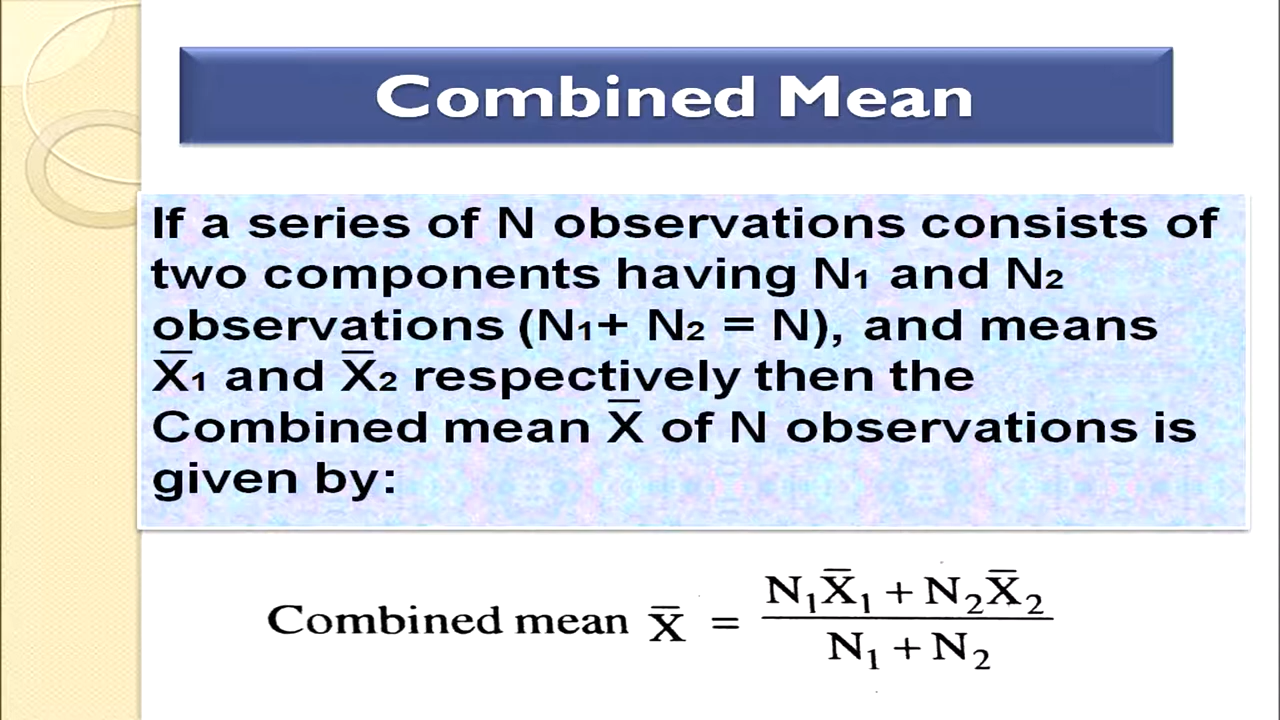 Combined Mean
If a series of N observations consists of
two components having N₁ and N₂
observations (N₁+ N₂ = N), and means
X̅₁ and X̅₂ respectively then the
Combined mean X̅ of N observations is
given by:
Combined mean X̅ = (N₁X̅₁ + N₂X̅₂) / (N₁ + N₂)